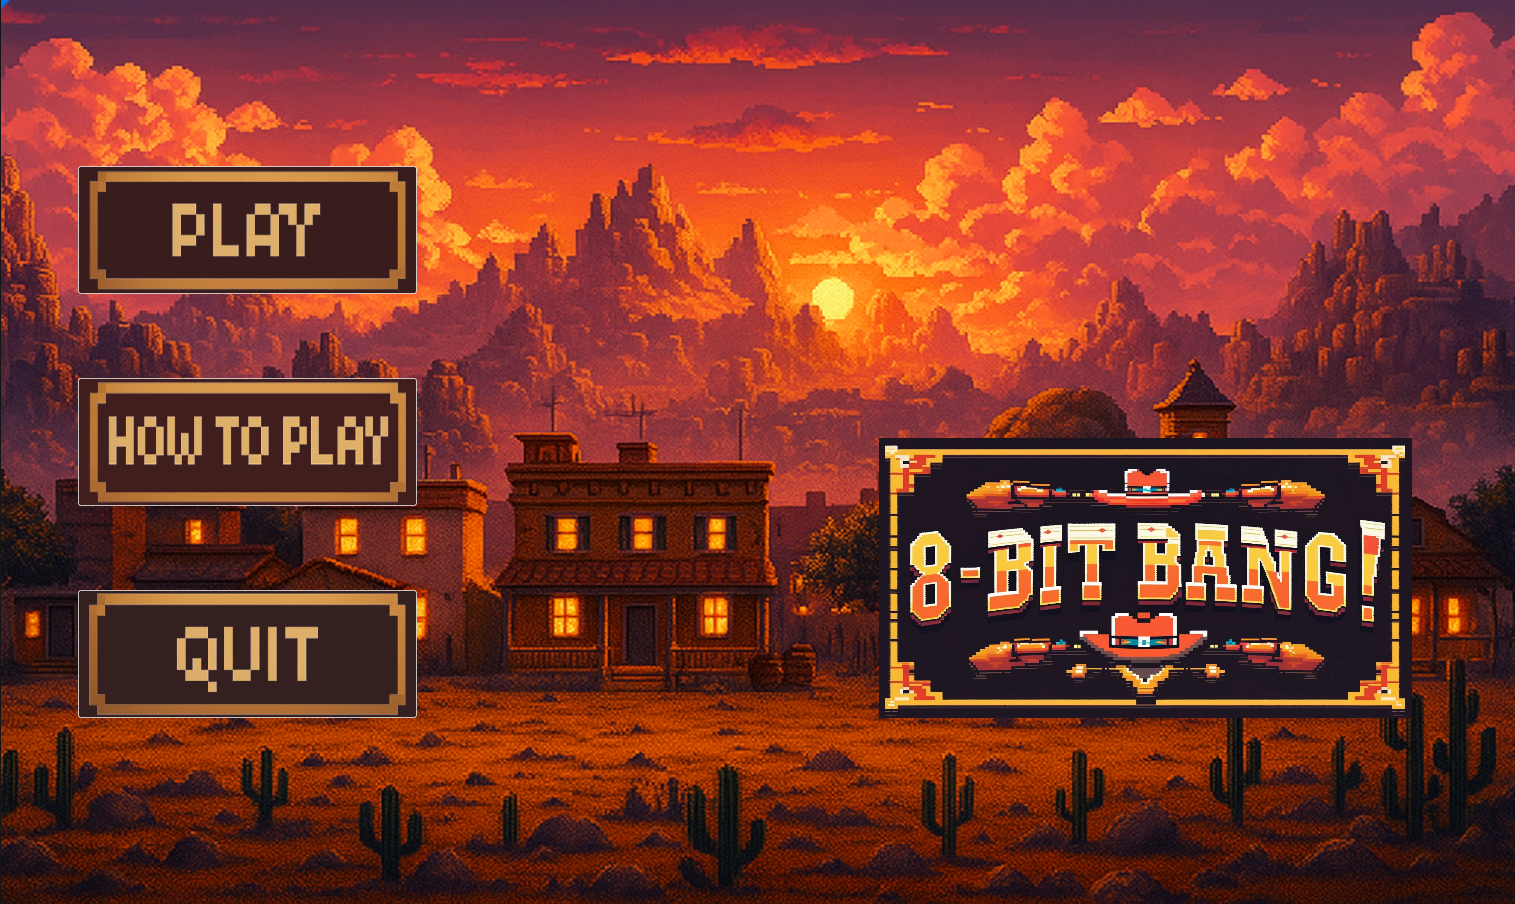 PLAY
HOW TO PLAY
QUIT
8-BIT BANG!